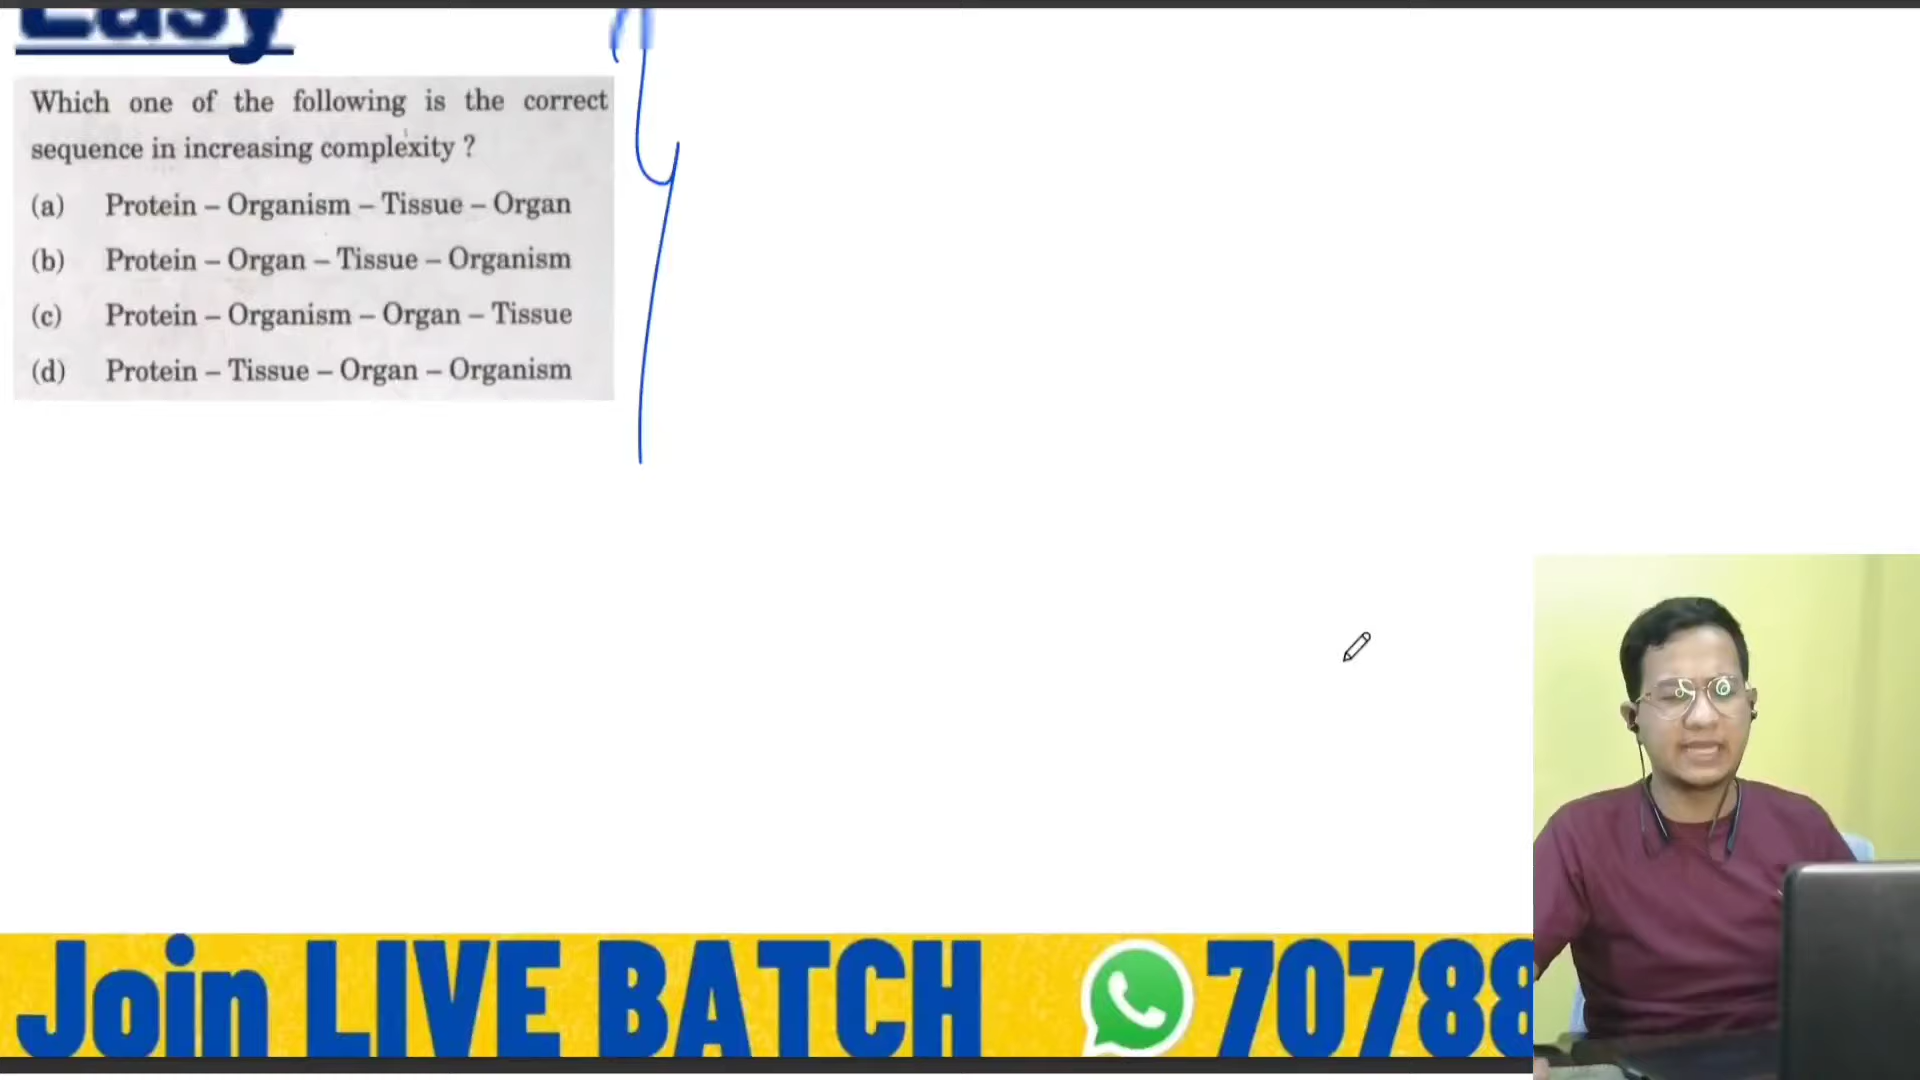 Easy
Which one of the following is the correct
sequence in increasing complexity ?
(a) Protein – Organism – Tissue – Organ
(b) Protein – Organ – Tissue – Organism
(c) Protein – Organism – Organ – Tissue
(d) Protein – Tissue – Organ – Organism
Join LIVE BATCH 70788